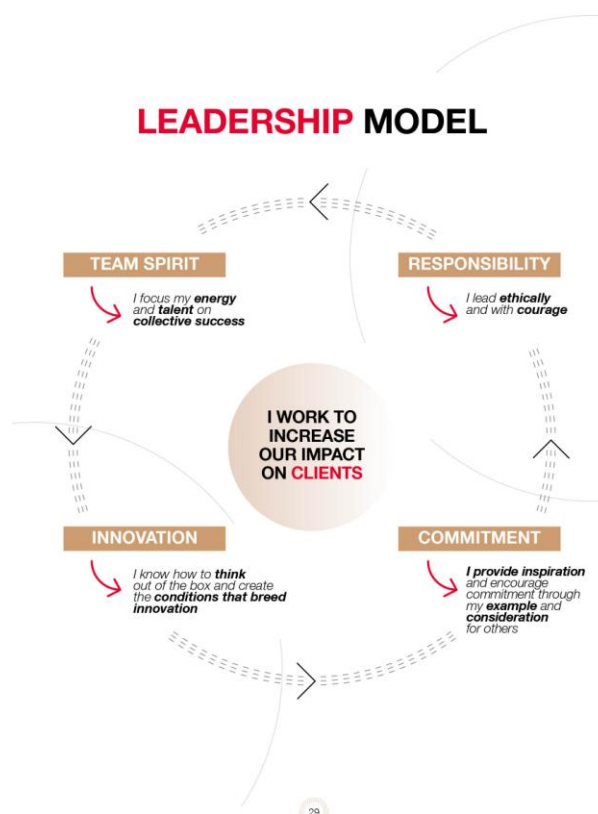 LEADERSHIP MODEL
TEAM SPIRIT
I focus my energy
and talent on
collective success
RESPONSIBILITY
I lead ethically
and with courage
I WORK TO
INCREASE
OUR IMPACT
ON CLIENTS
INNOVATION
I know how to think
out of the box and create
the conditions that breed
innovation
COMMITMENT
I provide inspiration
and encourage
commitment through
my example and
consideration
for others
29